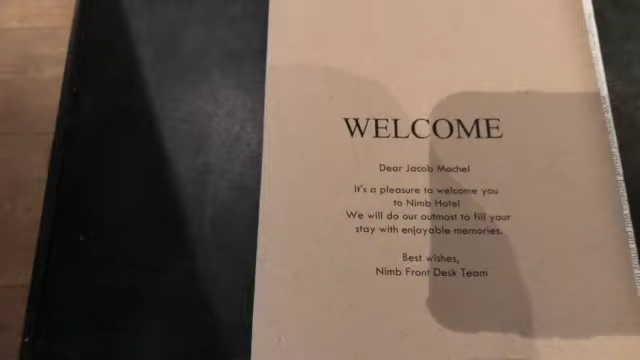 WELCOME
Dear Jacob Machel
It's a pleasure to welcome you
to Nimb Hotel
We will do our outmost to fill your
stay with enjoyable memories.
Best wishes,
Nimb Front Desk Team